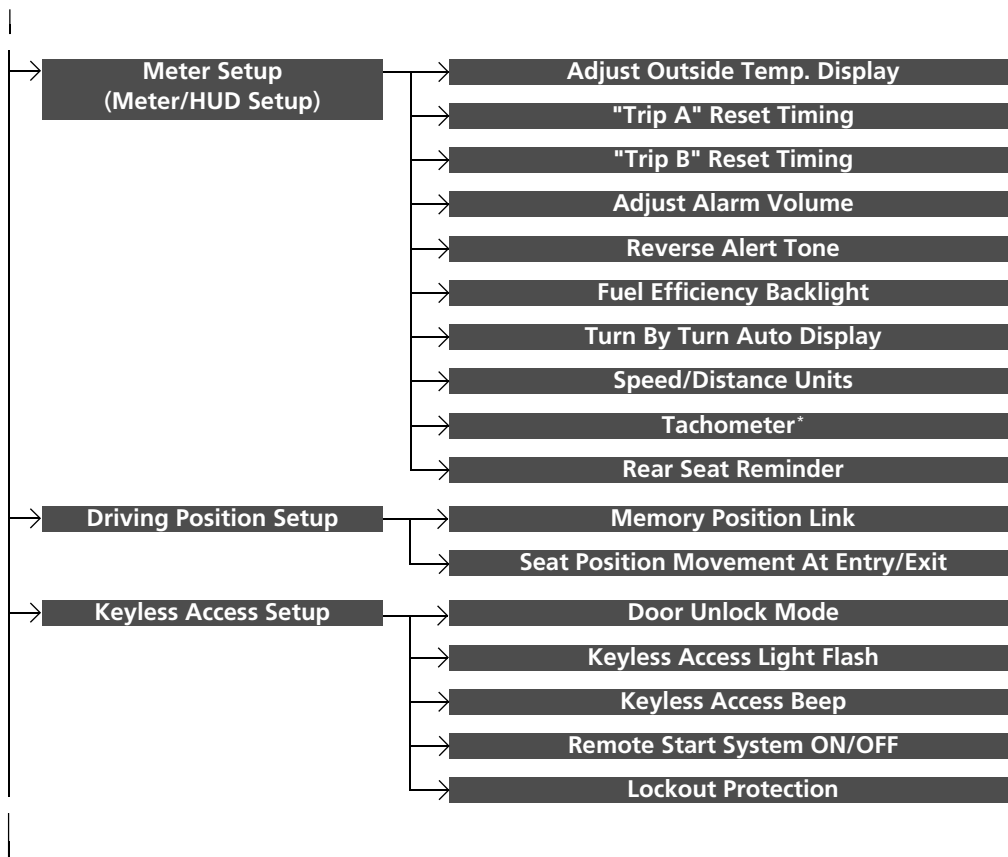 Meter Setup
(Meter/HUD Setup)
Adjust Outside Temp. Display
"Trip A" Reset Timing
"Trip B" Reset Timing
Adjust Alarm Volume
Reverse Alert Tone
Fuel Efficiency Backlight
Turn By Turn Auto Display
Speed/Distance Units
Tachometer*
Rear Seat Reminder
Driving Position Setup
Memory Position Link
Seat Position Movement At Entry/Exit
Keyless Access Setup
Door Unlock Mode
Keyless Access Light Flash
Keyless Access Beep
Remote Start System ON/OFF
Lockout Protection